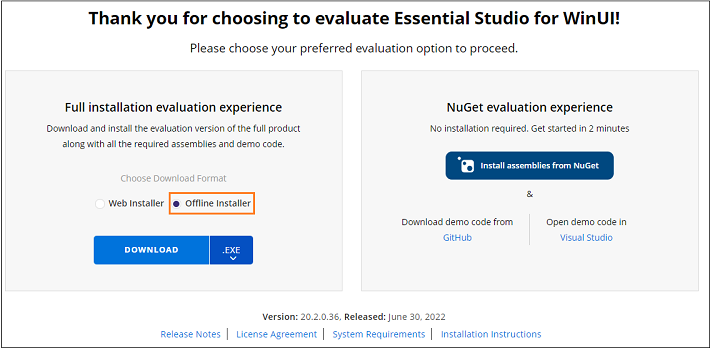 Thank you for choosing to evaluate Essential Studio for WinUI!
Please choose your preferred evaluation option to proceed.
Full installation evaluation experience
Download and install the evaluation version of the full product
along with all the required assemblies and demo code.
Choose Download Format
Web Installer
Offline Installer
DOWNLOAD
.EXE
NuGet evaluation experience
No installation required. Get started in 2 minutes
Install assemblies from NuGet
&
Download demo code from
GitHub
Open demo code in
Visual Studio
Version: 20.2.0.36, Released: June 30, 2022
Release Notes | License Agreement | System Requirements | Installation Instructions